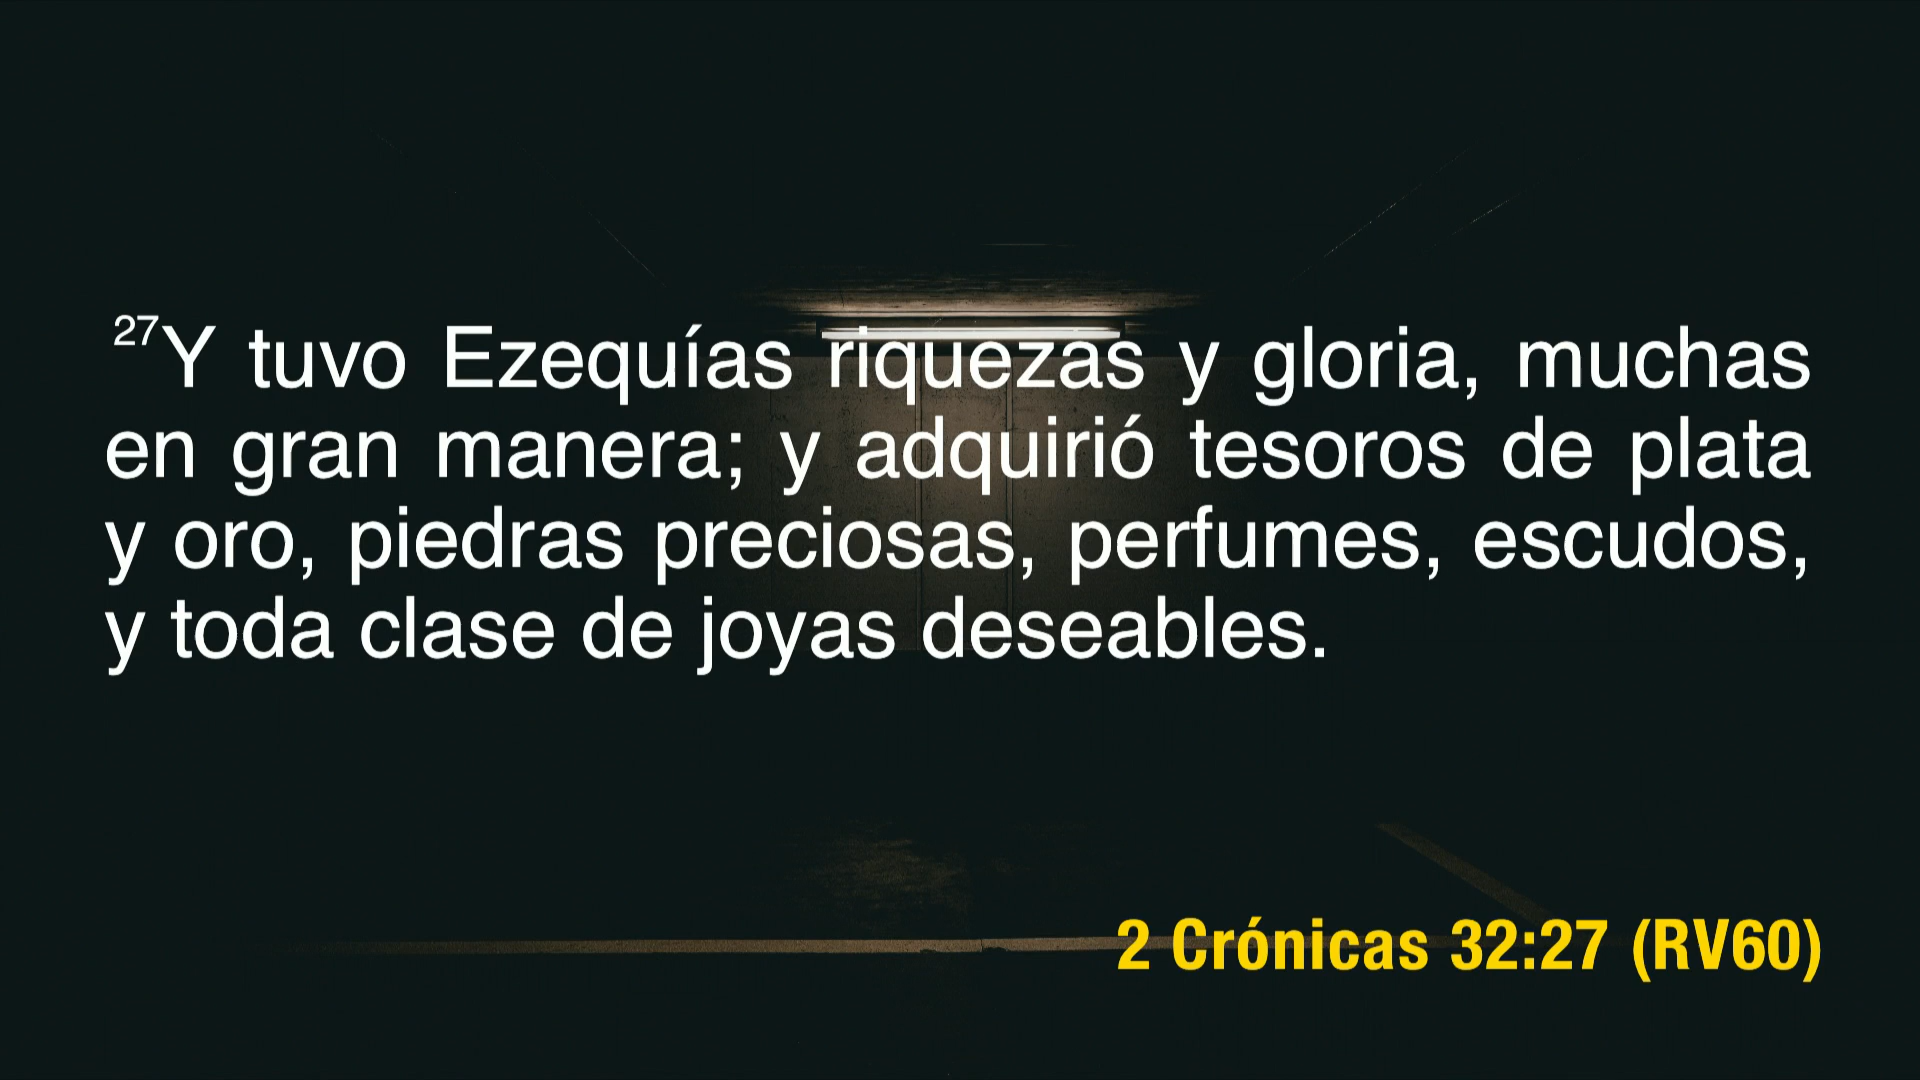 27Y tuvo Ezequías riquezas y gloria, muchas
en gran manera; y adquirió tesoros de plata
y oro, piedras preciosas, perfumes, escudos,
y toda clase de joyas deseables.
2 Crónicas 32:27 (RV60)